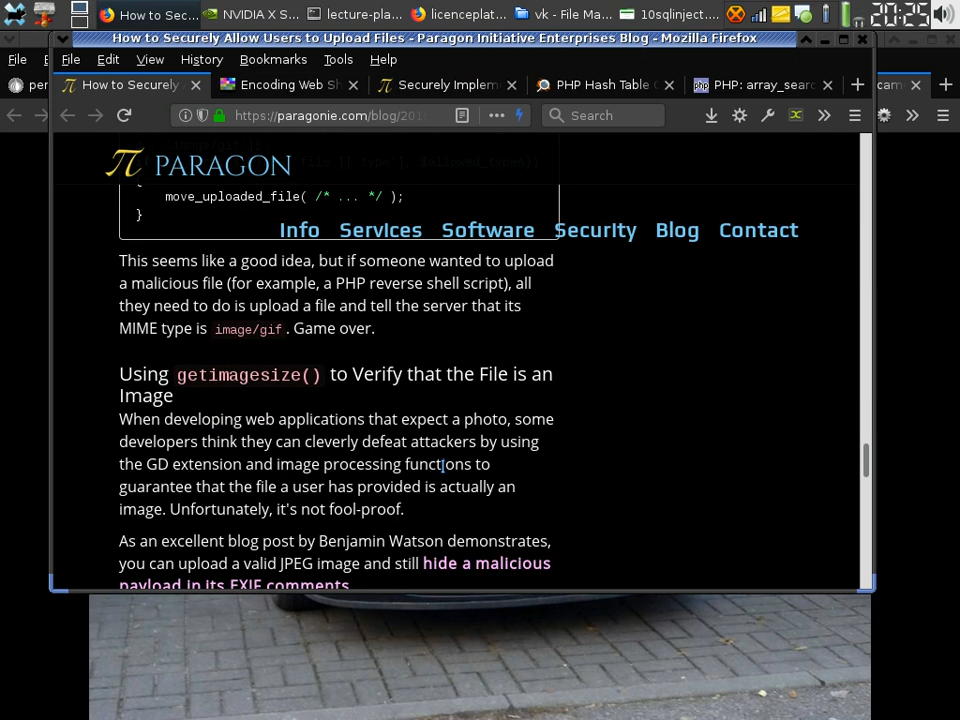 How to Sec...
NVIDIA X S...
lecture-pla...
licenceplat...
vk - File Ma...
10sqlinject....
20:25
How to Securely Allow Users to Upload Files - Paragon Initiative Enterprises Blog - Mozilla Firefox
File
File Edit View History Bookmarks Tools Help
per
How to Securely
Encoding Web Sh
Securely Implem
PHP Hash Table C
PHP: array_searc
cam
https://paragonie.com/blog/201
Search
π PARAGON
move_uploaded_file( /* ... */ );
}
Info Services Software Security Blog Contact
This seems like a good idea, but if someone wanted to upload
a malicious file (for example, a PHP reverse shell script), all
they need to do is upload a file and tell the server that its
MIME type is image/gif. Game over.
Using getimagesize() to Verify that the File is an
Image
When developing web applications that expect a photo, some
developers think they can cleverly defeat attackers by using
the GD extension and image processing functions to
guarantee that the file a user has provided is actually an
image. Unfortunately, it's not fool-proof.
As an excellent blog post by Benjamin Watson demonstrates,
you can upload a valid JPEG image and still hide a malicious
payload in its EXIF comments.